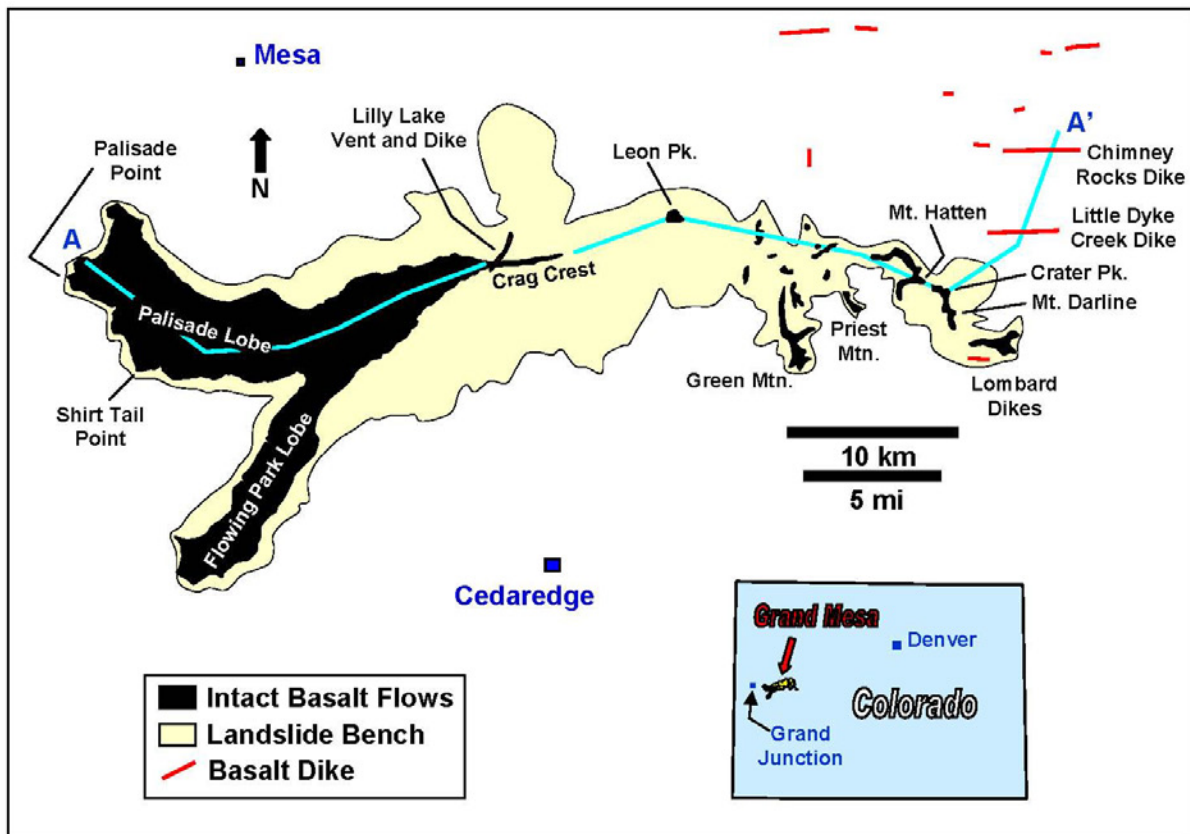 Mesa
Lilly Lake
Vent and Dike
Palisade
Point
N
Leon Pk.
A'
Chimney
Rocks Dike
Mt. Hatten
Little Dyke
Creek Dike
A
Crag Crest
Crater Pk.
Mt. Darline
Palisade Lobe
Priest
Mtn.
Green Mtn.
Lombard
Dikes
Shirt Tail
Point
Flowing Park Lobe
10 km
5 mi
Cedaredge
Grand Mesa
Denver
Colorado
Grand
Junction
Intact Basalt Flows
Landslide Bench
Basalt Dike